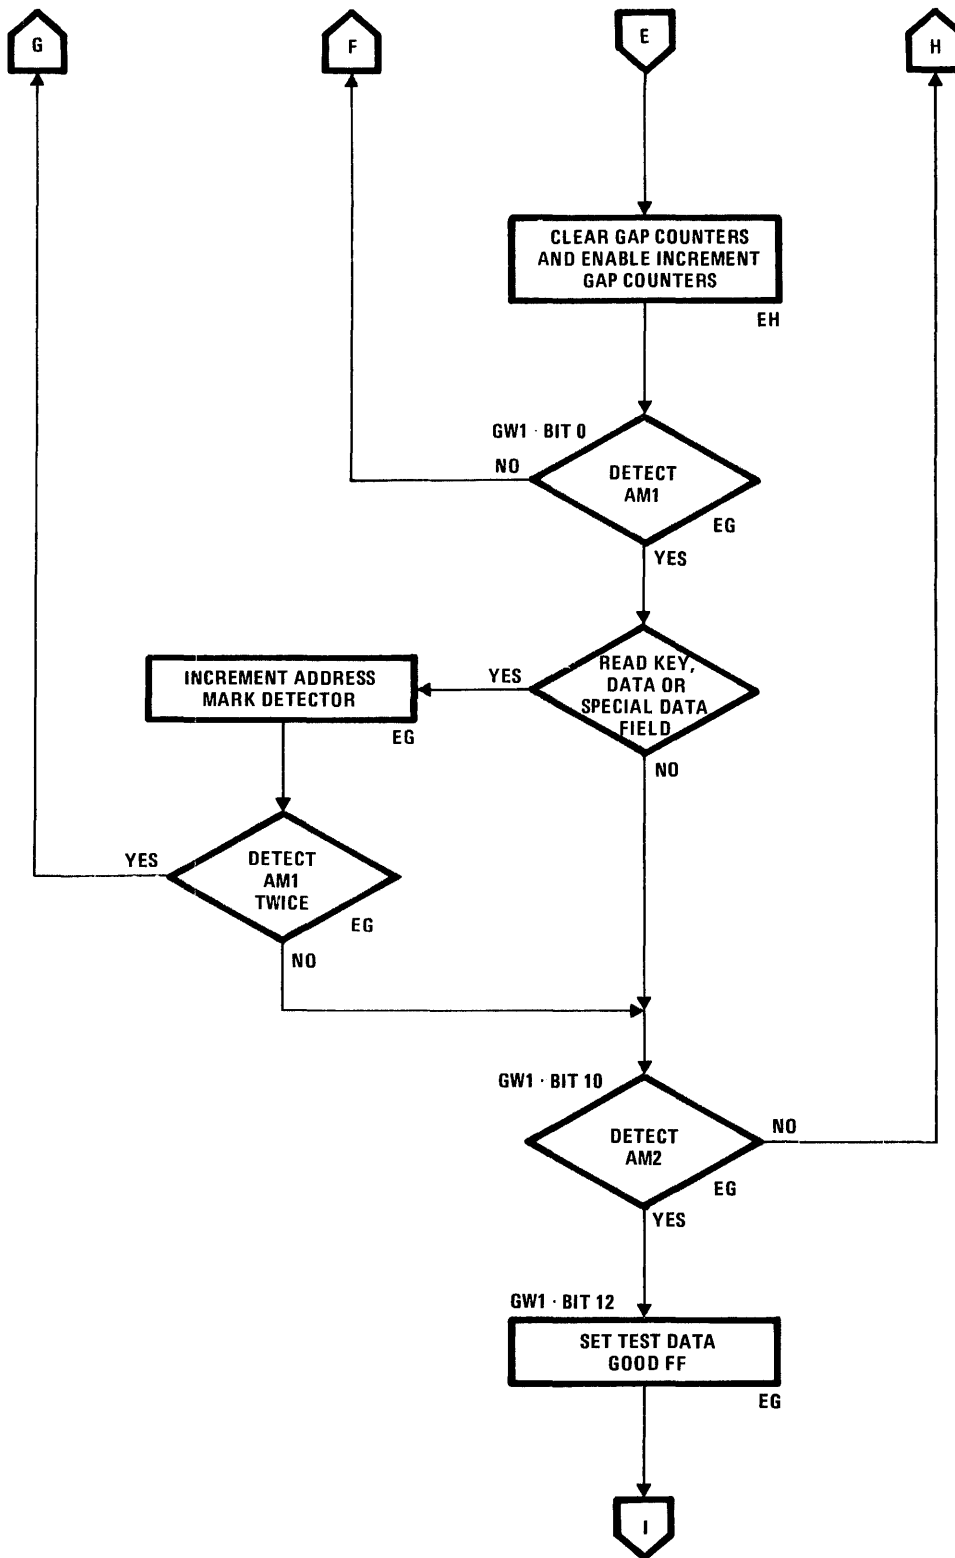 G
F
E
H
CLEAR GAP COUNTERS
AND ENABLE INCREMENT
GAP COUNTERS
EH
GW1 · BIT 0
NO
DETECT
AM1
EG
YES
READ KEY,
DATA OR
SPECIAL DATA
FIELD
YES
NO
INCREMENT ADDRESS
MARK DETECTOR
EG
YES
DETECT
AM1
TWICE
EG
NO
GW1 · BIT 10
DETECT
AM2
NO
EG
YES
GW1 · BIT 12
SET TEST DATA
GOOD FF
EG
I